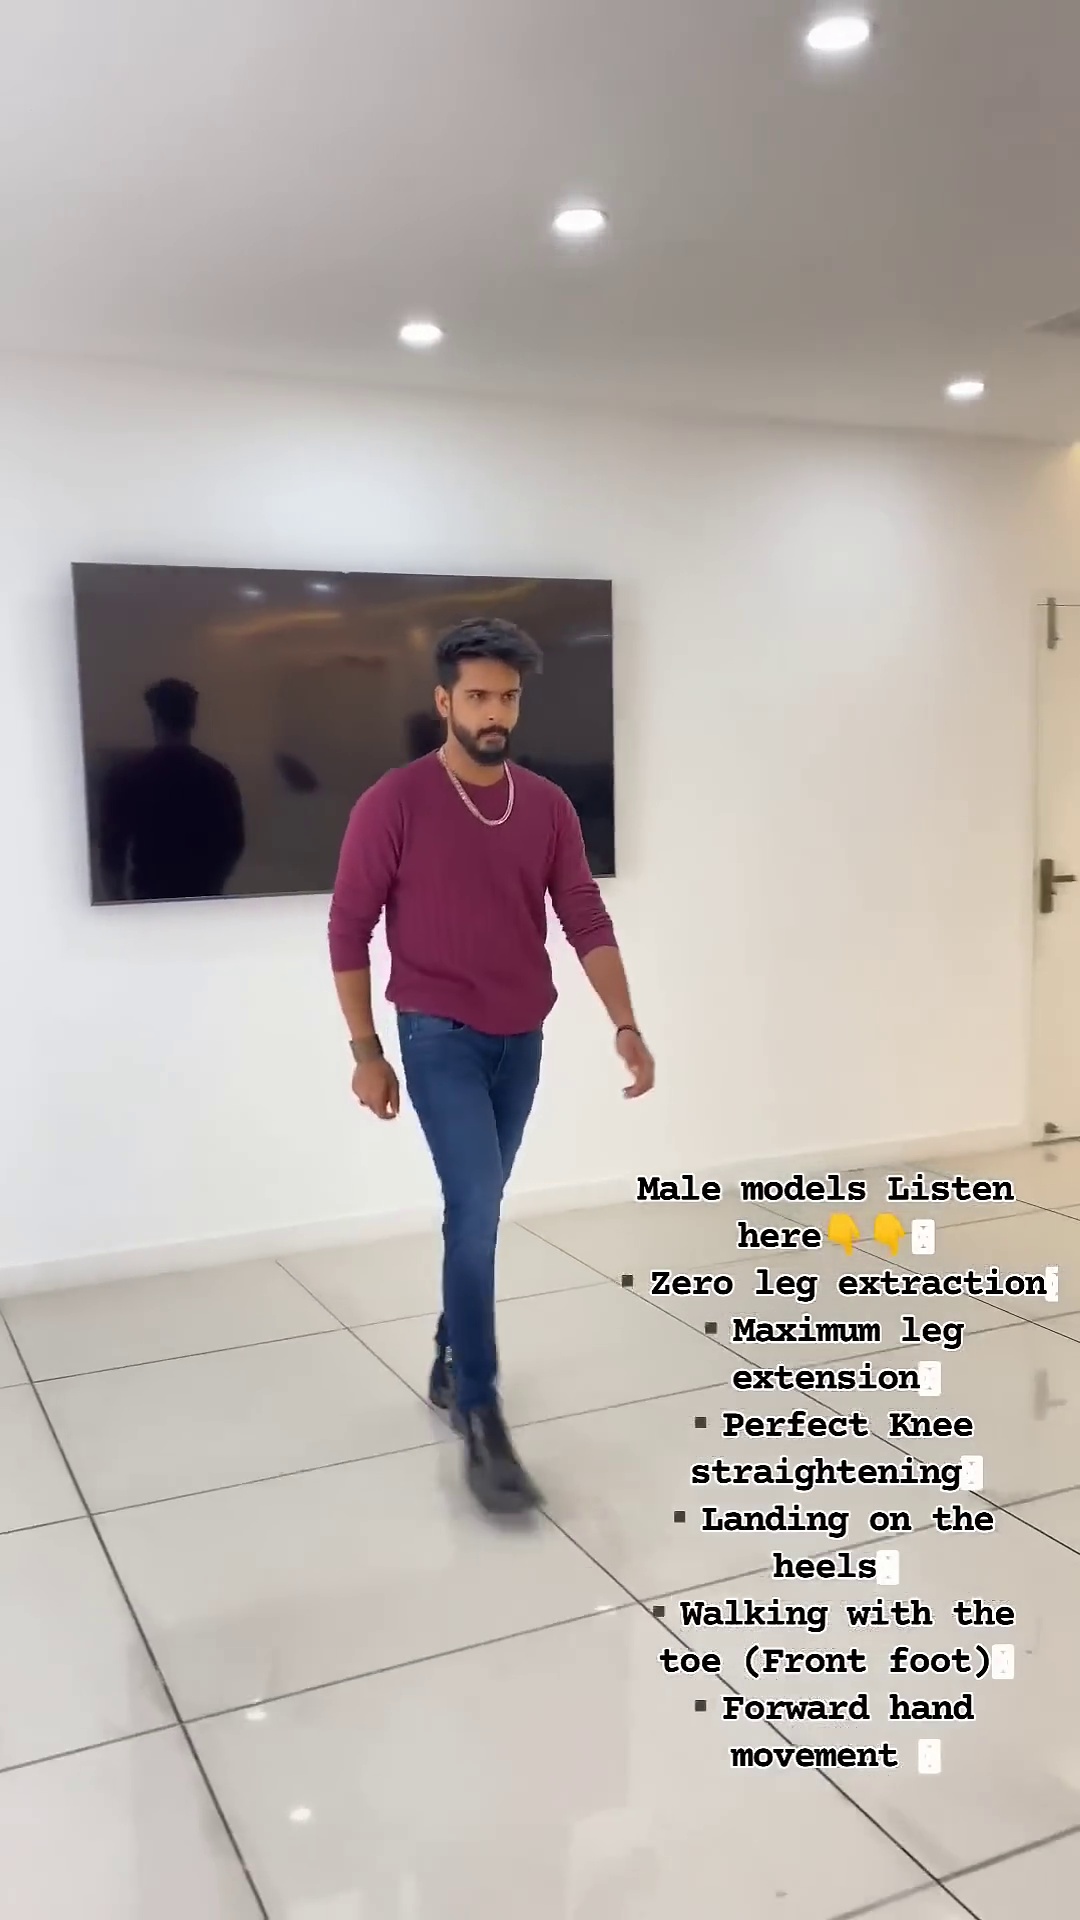 Male models Listen
here👇👇
▪ Zero leg extraction
▪ Maximum leg
extension
▪ Perfect Knee
straightening
▪ Landing on the
heels
▪ Walking with the
toe (Front foot)
▪ Forward hand
movement